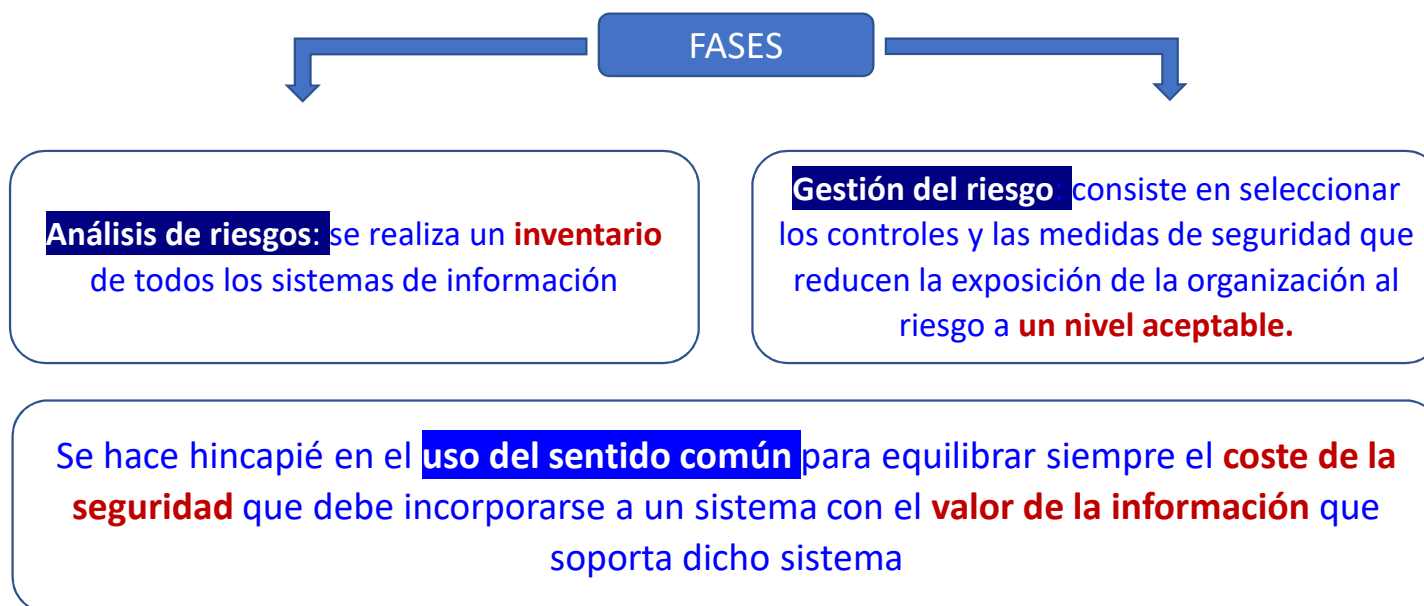 FASES
Análisis de riesgos: se realiza un inventario
de todos los sistemas de información
Gestión del riesgo: consiste en seleccionar
los controles y las medidas de seguridad que
reducen la exposición de la organización al
riesgo a un nivel aceptable.
Se hace hincapié en el uso del sentido común para equilibrar siempre el coste de la
seguridad que debe incorporarse a un sistema con el valor de la información que
soporta dicho sistema